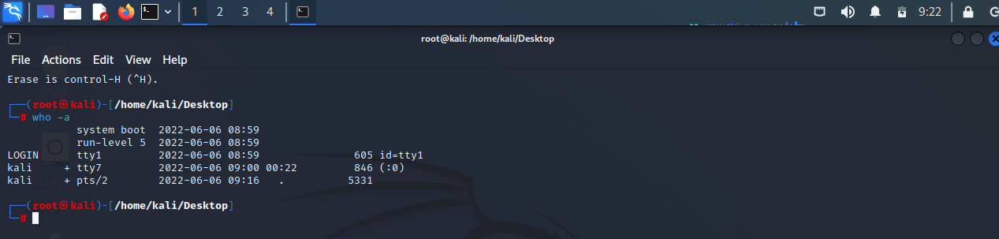 1 2 3 4 9:22
root@kali: /home/kali/Desktop
File Actions Edit View Help
Erase is control-H (^H).
┌──(root㉿kali)-[/home/kali/Desktop]
└─# who -a
system boot 2022-06-06 08:59
run-level 5 2022-06-06 08:59
LOGIN tty1 2022-06-06 08:59 605 id=tty1
kali + tty7 2022-06-06 09:00 00:22 846 (:0)
kali + pts/2 2022-06-06 09:16 . 5331
┌──(root㉿kali)-[/home/kali/Desktop]
└─#